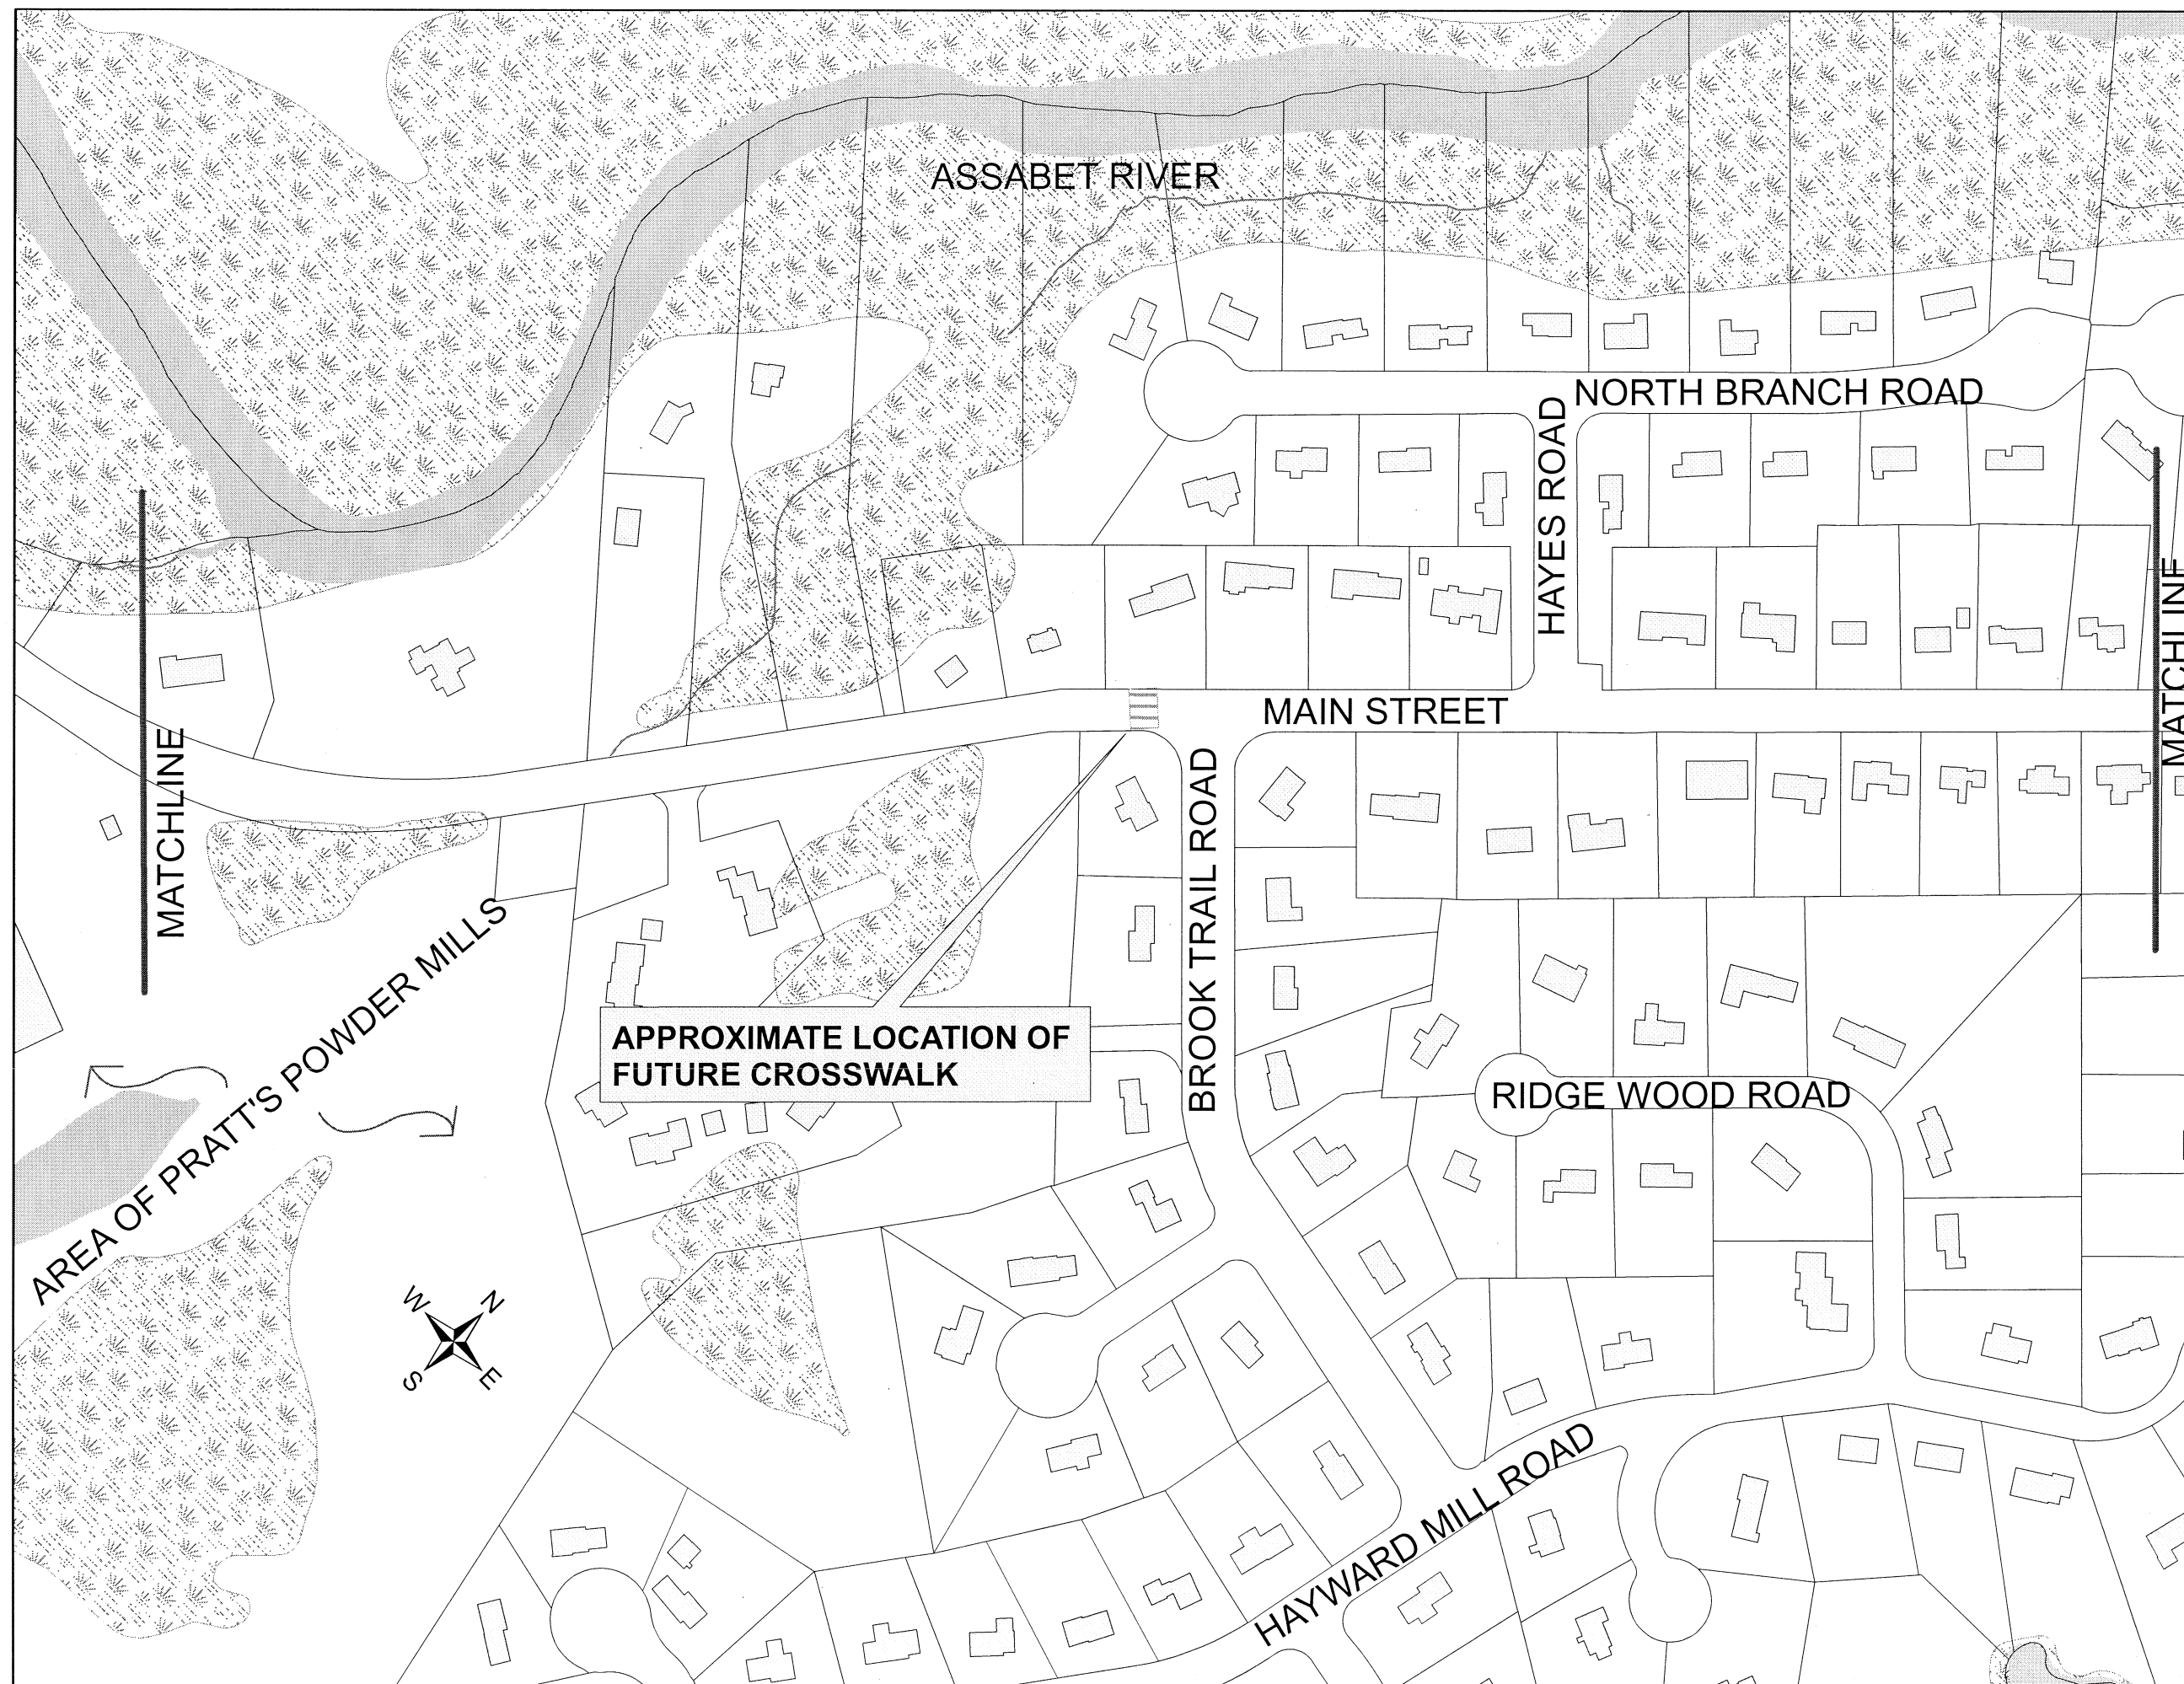 ASSABET RIVER
NORTH BRANCH ROAD
HAYES ROAD
MATCHLINE
MAIN STREET
MATCHLINE
BROOK TRAIL ROAD
AREA OF PRATT'S POWDER MILLS
APPROXIMATE LOCATION OF
FUTURE CROSSWALK
RIDGE WOOD ROAD
W
N
S
E
HAYWARD MILL ROAD